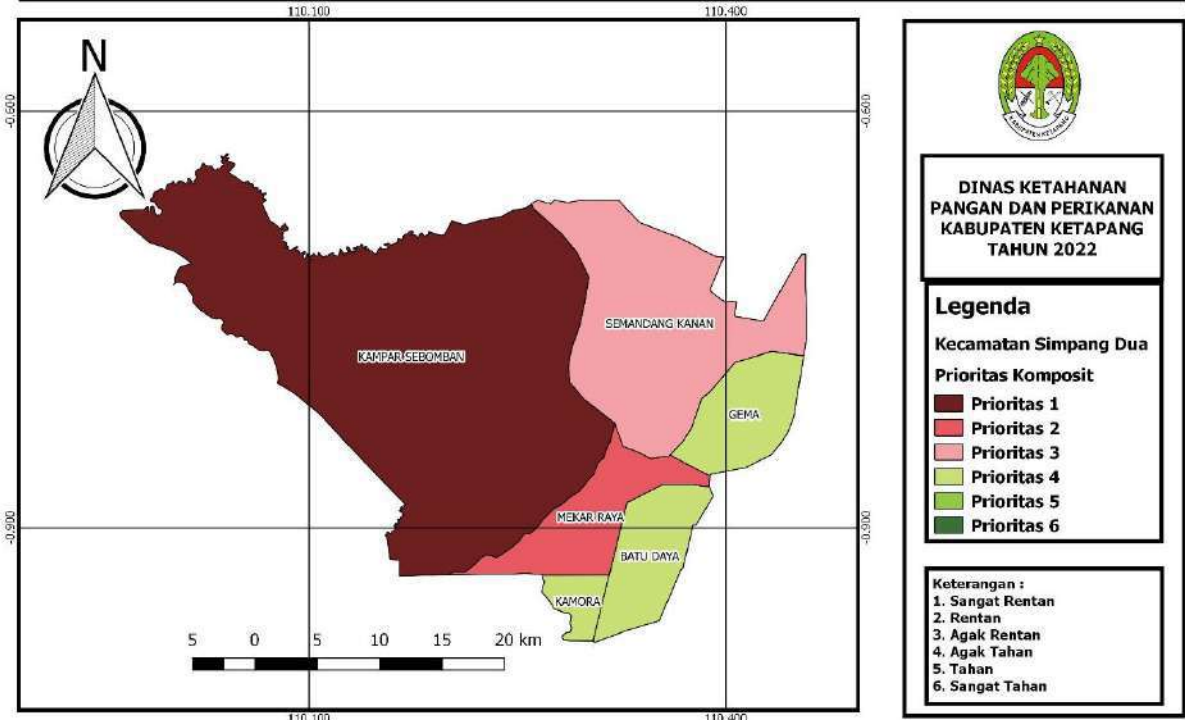 110.100
110.400
-0.600
-0.600
N
KABUPATEN KETAPANG
DINAS KETAHANAN
PANGAN DAN PERIKANAN
KABUPATEN KETAPANG
TAHUN 2022
SEMANDANG KANAN
KAMPAR SEBOMBAN
GEMA
MEKAR RAYA
BATU DAYA
KAMORA
-0.900
-0.900
5 0 5 10 15 20 km
110.100
110.400
Legenda
Kecamatan Simpang Dua
Prioritas Komposit
Prioritas 1
Prioritas 2
Prioritas 3
Prioritas 4
Prioritas 5
Prioritas 6
Keterangan :
1. Sangat Rentan
2. Rentan
3. Agak Rentan
4. Agak Tahan
5. Tahan
6. Sangat Tahan